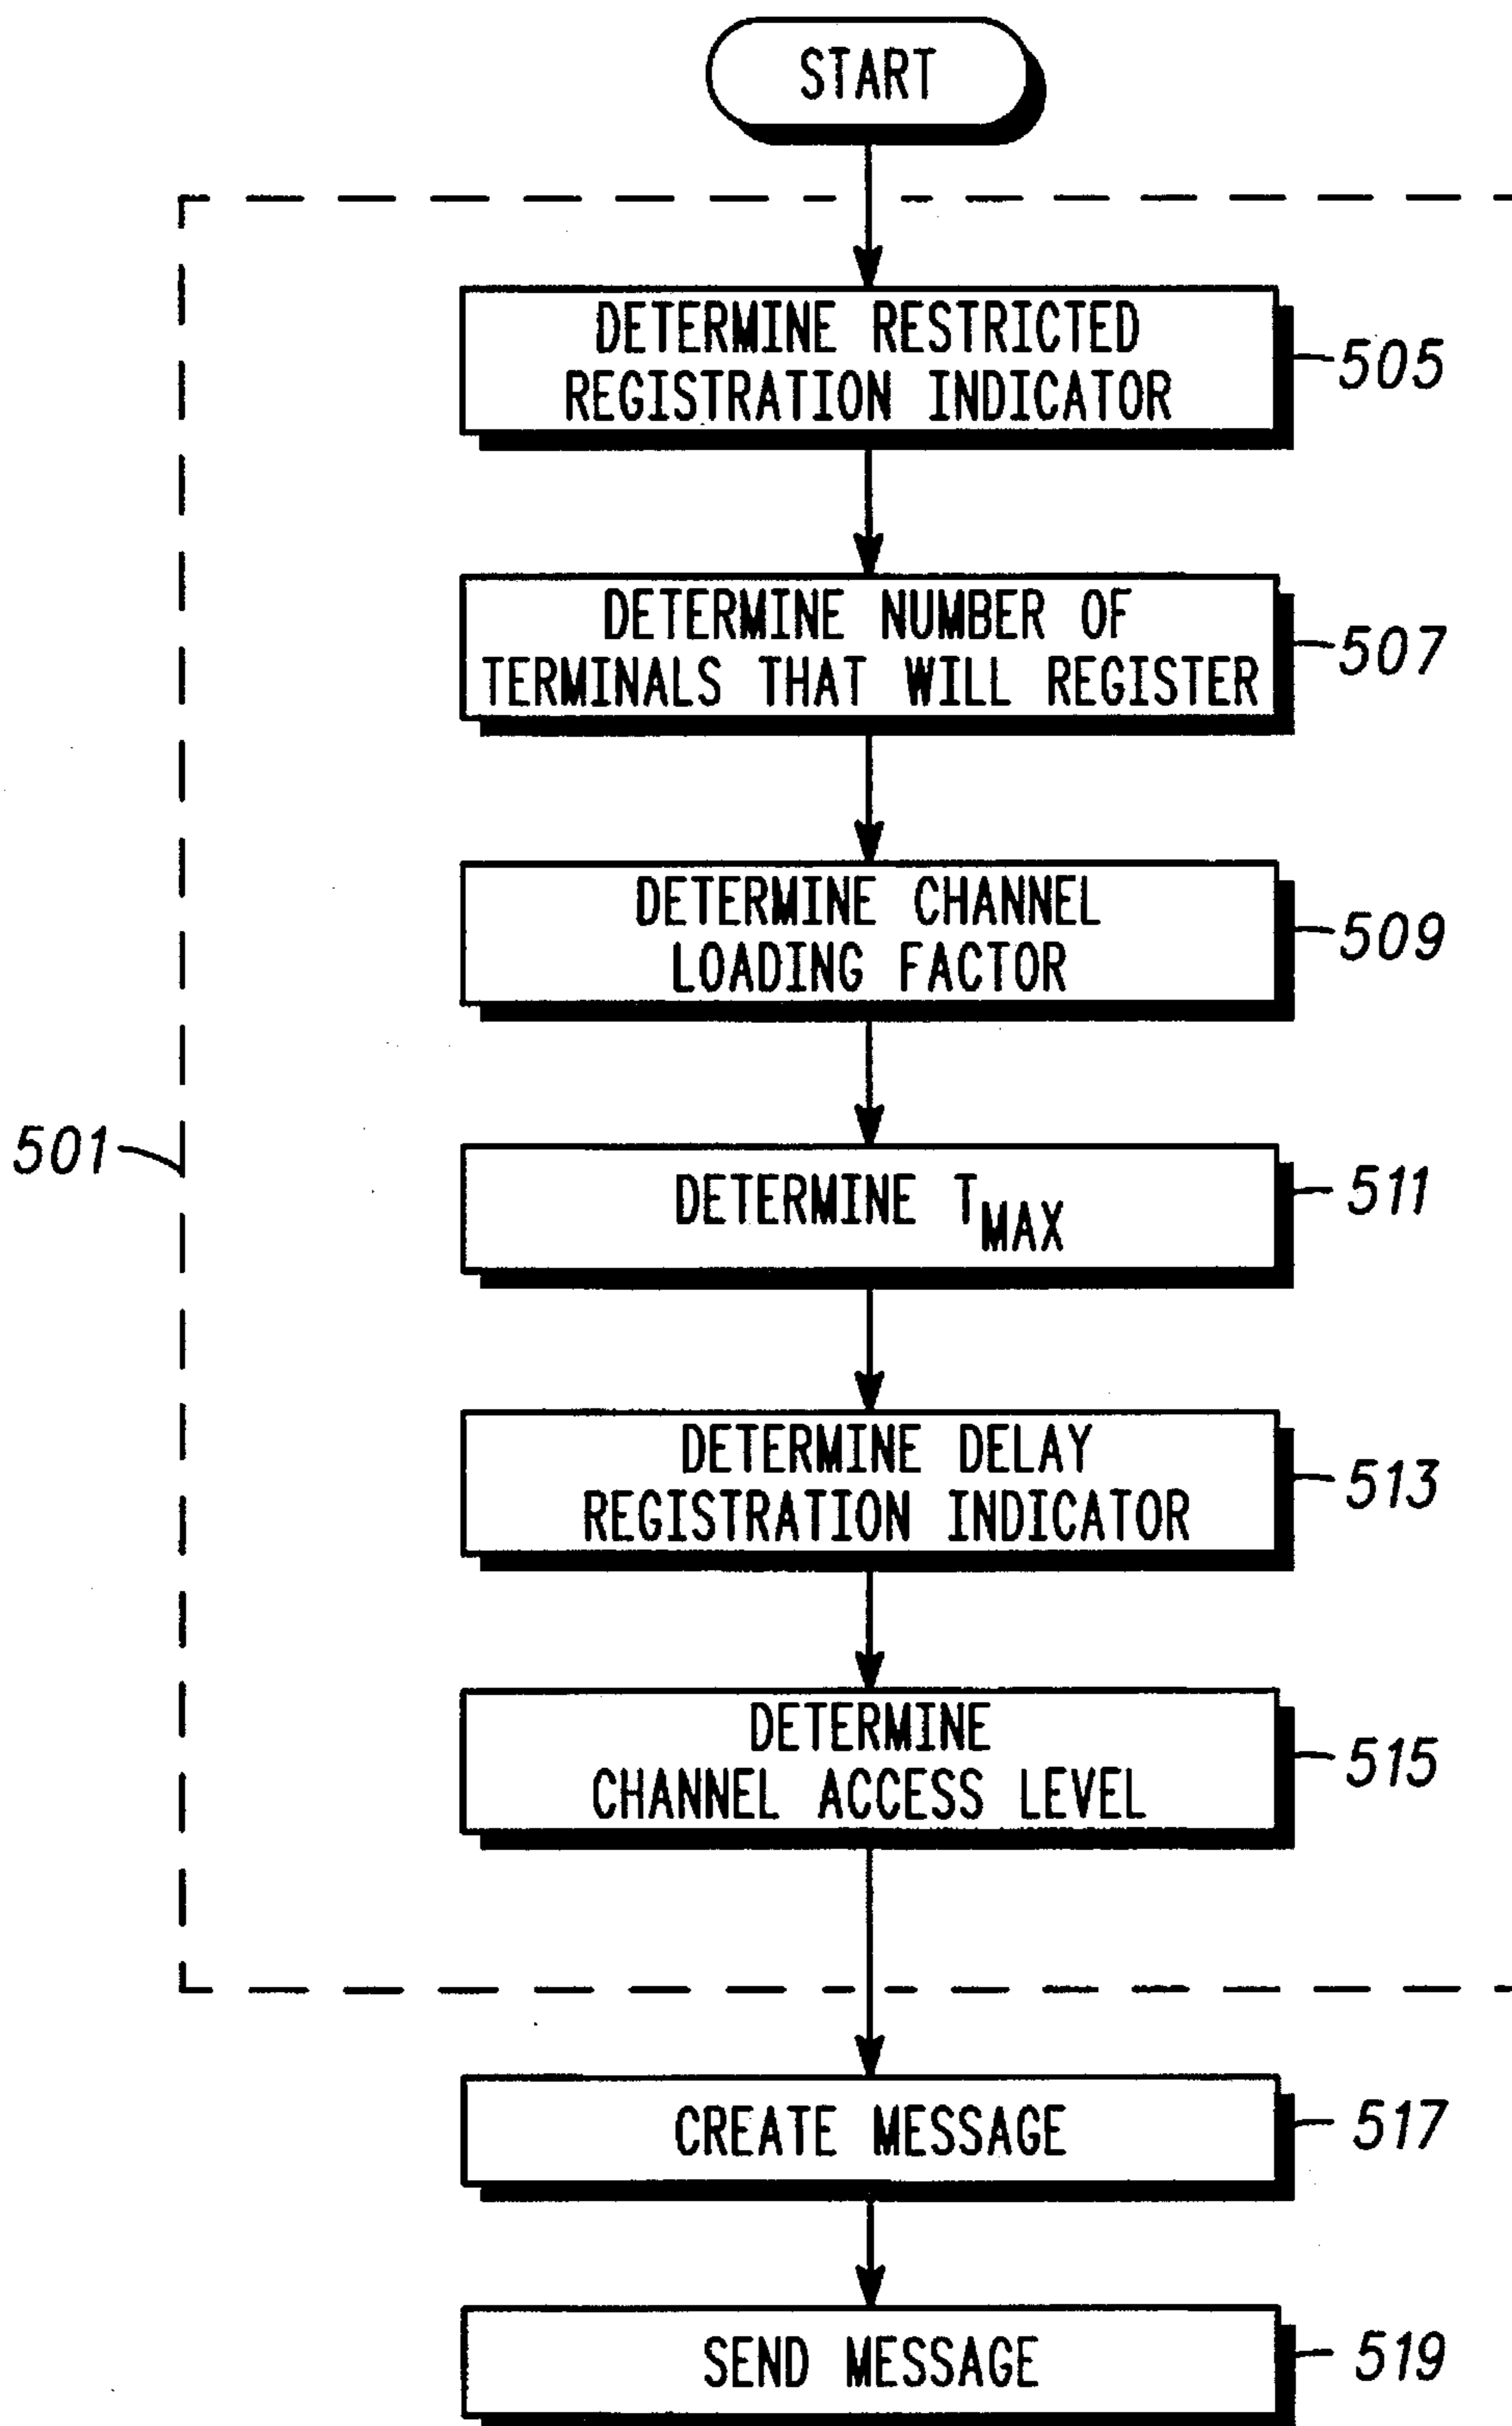 START
DETERMINE RESTRICTED
REGISTRATION INDICATOR
505
DETERMINE NUMBER OF
TERMINALS THAT WILL REGISTER
507
DETERMINE CHANNEL
LOADING FACTOR
509
501
DETERMINE TMAX
511
DETERMINE DELAY
REGISTRATION INDICATOR
513
DETERMINE
CHANNEL ACCESS LEVEL
515
CREATE MESSAGE
517
SEND MESSAGE
519